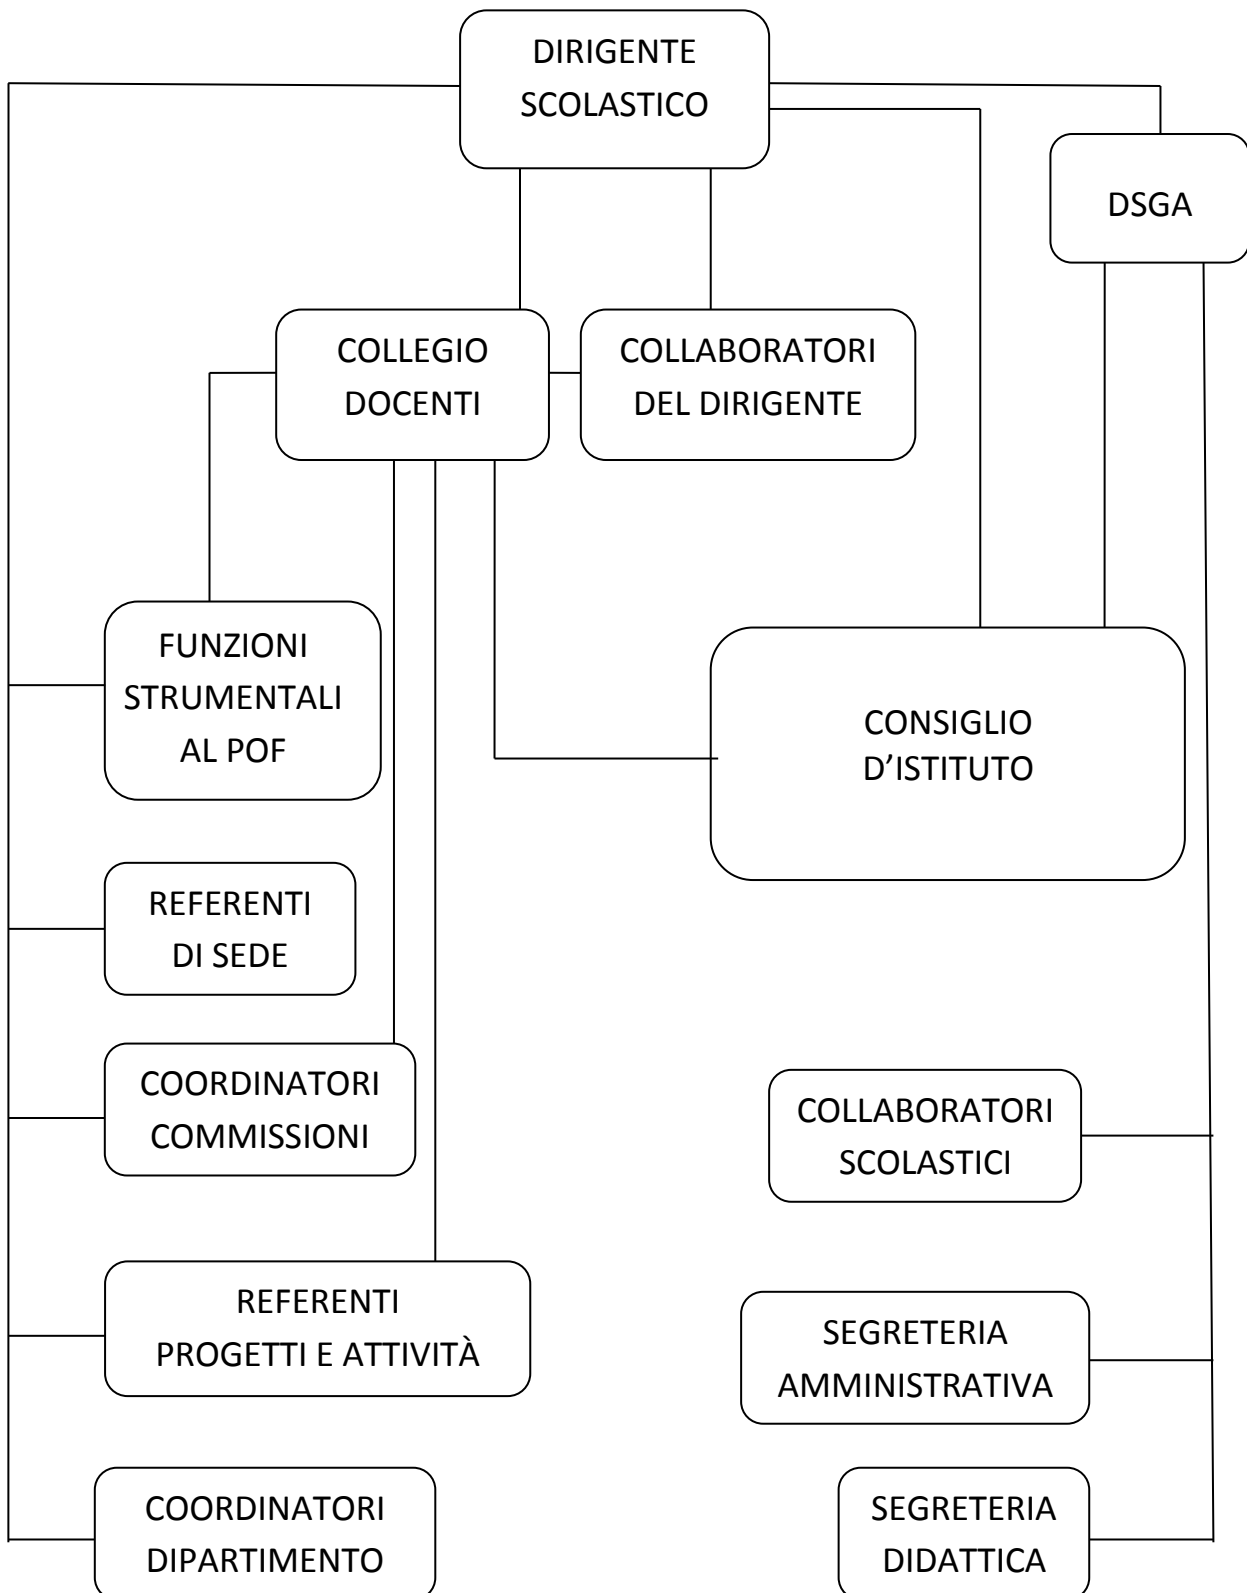 DIRIGENTE
SCOLASTICO
DSGA
COLLEGIO
DOCENTI
COLLABORATORI
DEL DIRIGENTE
FUNZIONI
STRUMENTALI
AL POF
CONSIGLIO
D’ISTITUTO
REFERENTI
DI SEDE
COORDINATORI
COMMISSIONI
COLLABORATORI
SCOLASTICI
REFERENTI
PROGETTI E ATTIVITÀ
SEGRETERIA
AMMINISTRATIVA
COORDINATORI
DIPARTIMENTO
SEGRETERIA
DIDATTICA